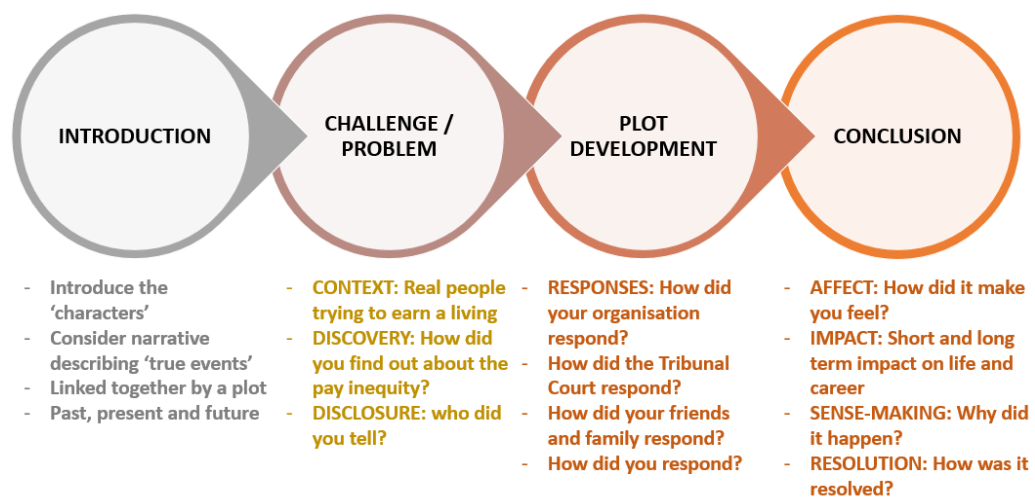 INTRODUCTION
CHALLENGE /
PROBLEM
PLOT
DEVELOPMENT
CONCLUSION
- Introduce the
‘characters’
- Consider narrative
describing ‘true events’
- Linked together by a plot
- Past, present and future
- CONTEXT: Real people
trying to earn a living
- DISCOVERY: How did
you find out about the
pay inequity?
- DISCLOSURE: who did
you tell?
- RESPONSES: How did
your organisation
respond?
- How did the Tribunal
Court respond?
- How did your friends
and family respond?
- How did you respond?
- AFFECT: How did it make
you feel?
- IMPACT: Short and long
term impact on life and
career
- SENSE-MAKING: Why did
it happen?
- RESOLUTION: How was it
resolved?